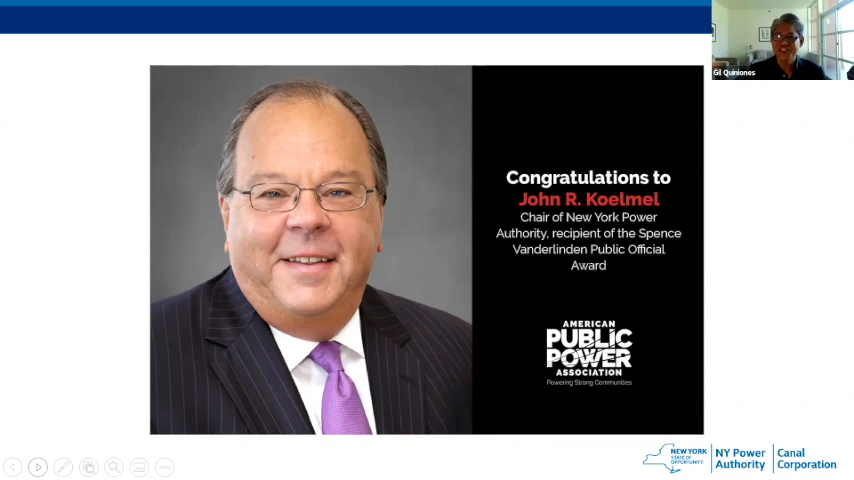 Gil Quiniones
Congratulations to
John R. Koelmel
Chair of New York Power
Authority, recipient of the Spence
Vanderlinden Public Official
Award
AMERICAN
PUBLIC
POWER
ASSOCIATION
Powering Strong Communities
NEW YORK
STATE OF
OPPORTUNITY.
NY Power
Authority
Canal
Corporation